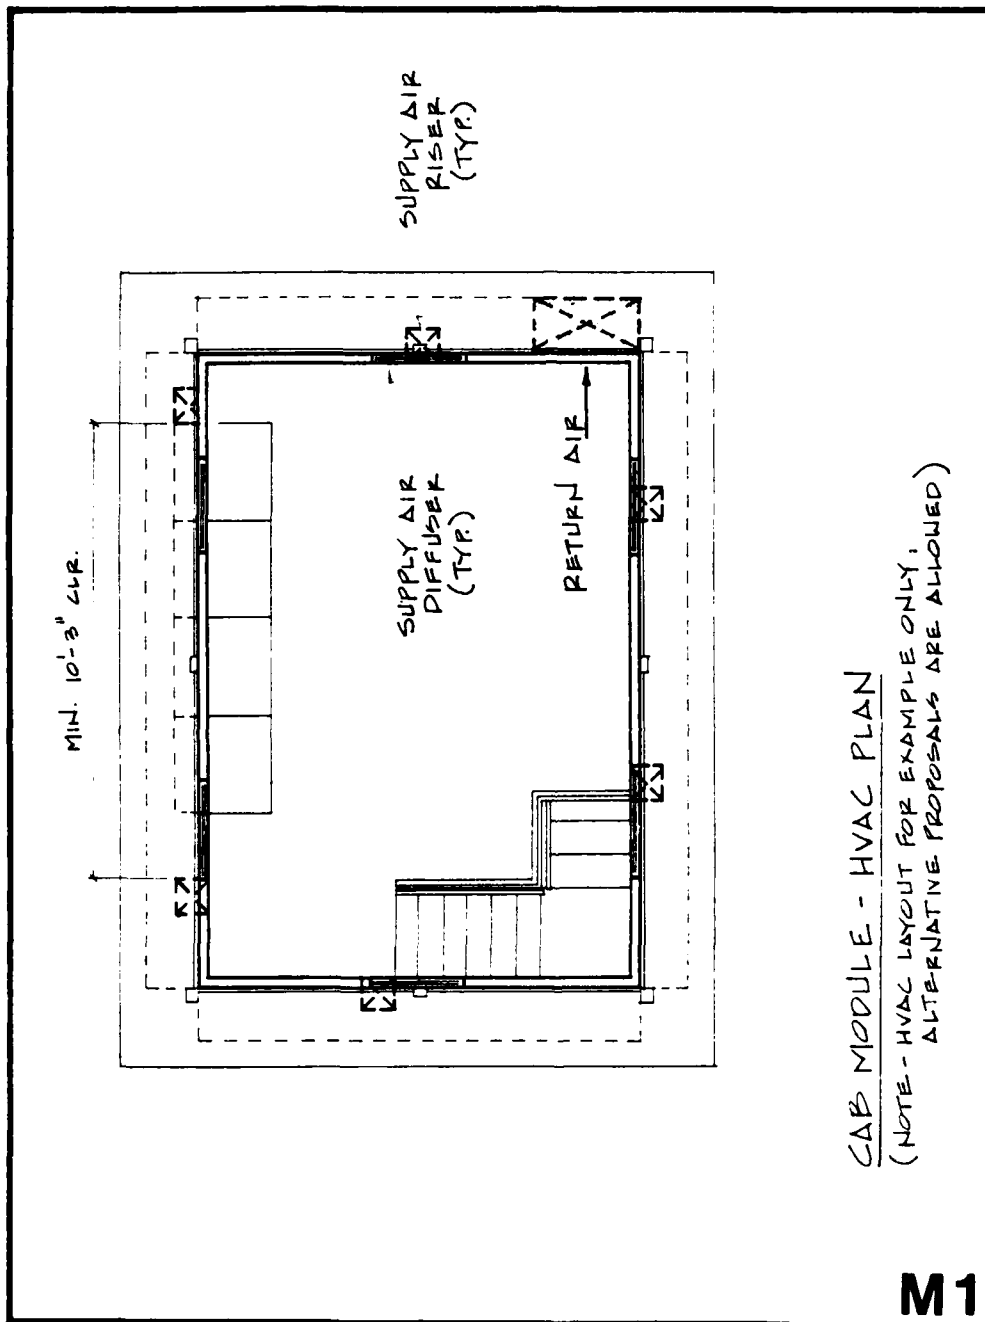 SUPPLY AIR
RISER
(TYP.)
MIN. 10'-3" CLR.
SUPPLY AIR
DIFFUSER
(TYP.)
RETURN AIR
CAB MODULE - HVAC PLAN
(NOTE - HVAC LAYOUT FOR EXAMPLE ONLY.
ALTERNATIVE PROPOSALS ARE ALLOWED)
M1